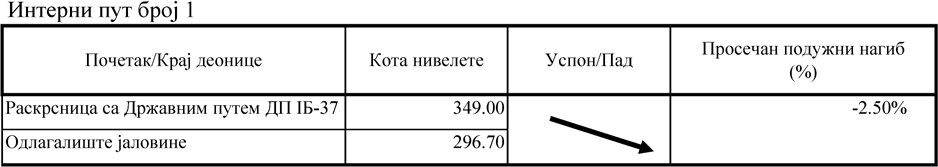 Интерни пут број 1
Почетак/Крај деонице Кота нивелете Успон/Пад Просечан подужни нагиб (%)
Раскрсница са Државним путем ДП IБ-37 349.00 -2.50%
Одлагалиште јаловине 296.70